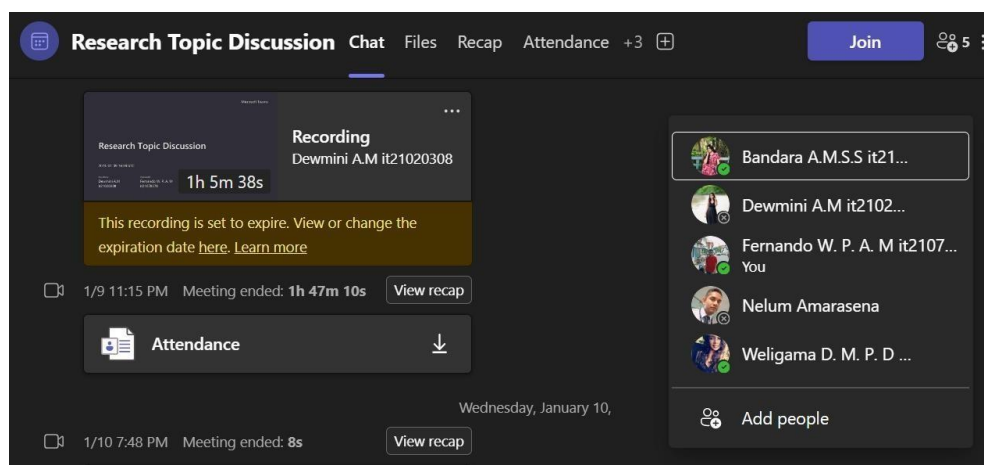 Research Topic Discussion Chat Files Recap Attendance +3 Join 5
Research Topic Discussion
1h 5m 38s
Recording
Dewmini A.M it21020308
This recording is set to expire. View or change the
expiration date here. Learn more
1/9 11:15 PM Meeting ended: 1h 47m 10s View recap
Attendance
Wednesday, January 10,
1/10 7:48 PM Meeting ended: 8s View recap
Bandara A.M.S.S it21...
Dewmini A.M it2102...
Fernando W. P. A. M it2107...
You
Nelum Amarasena
Weligama D. M. P. D ...
Add people